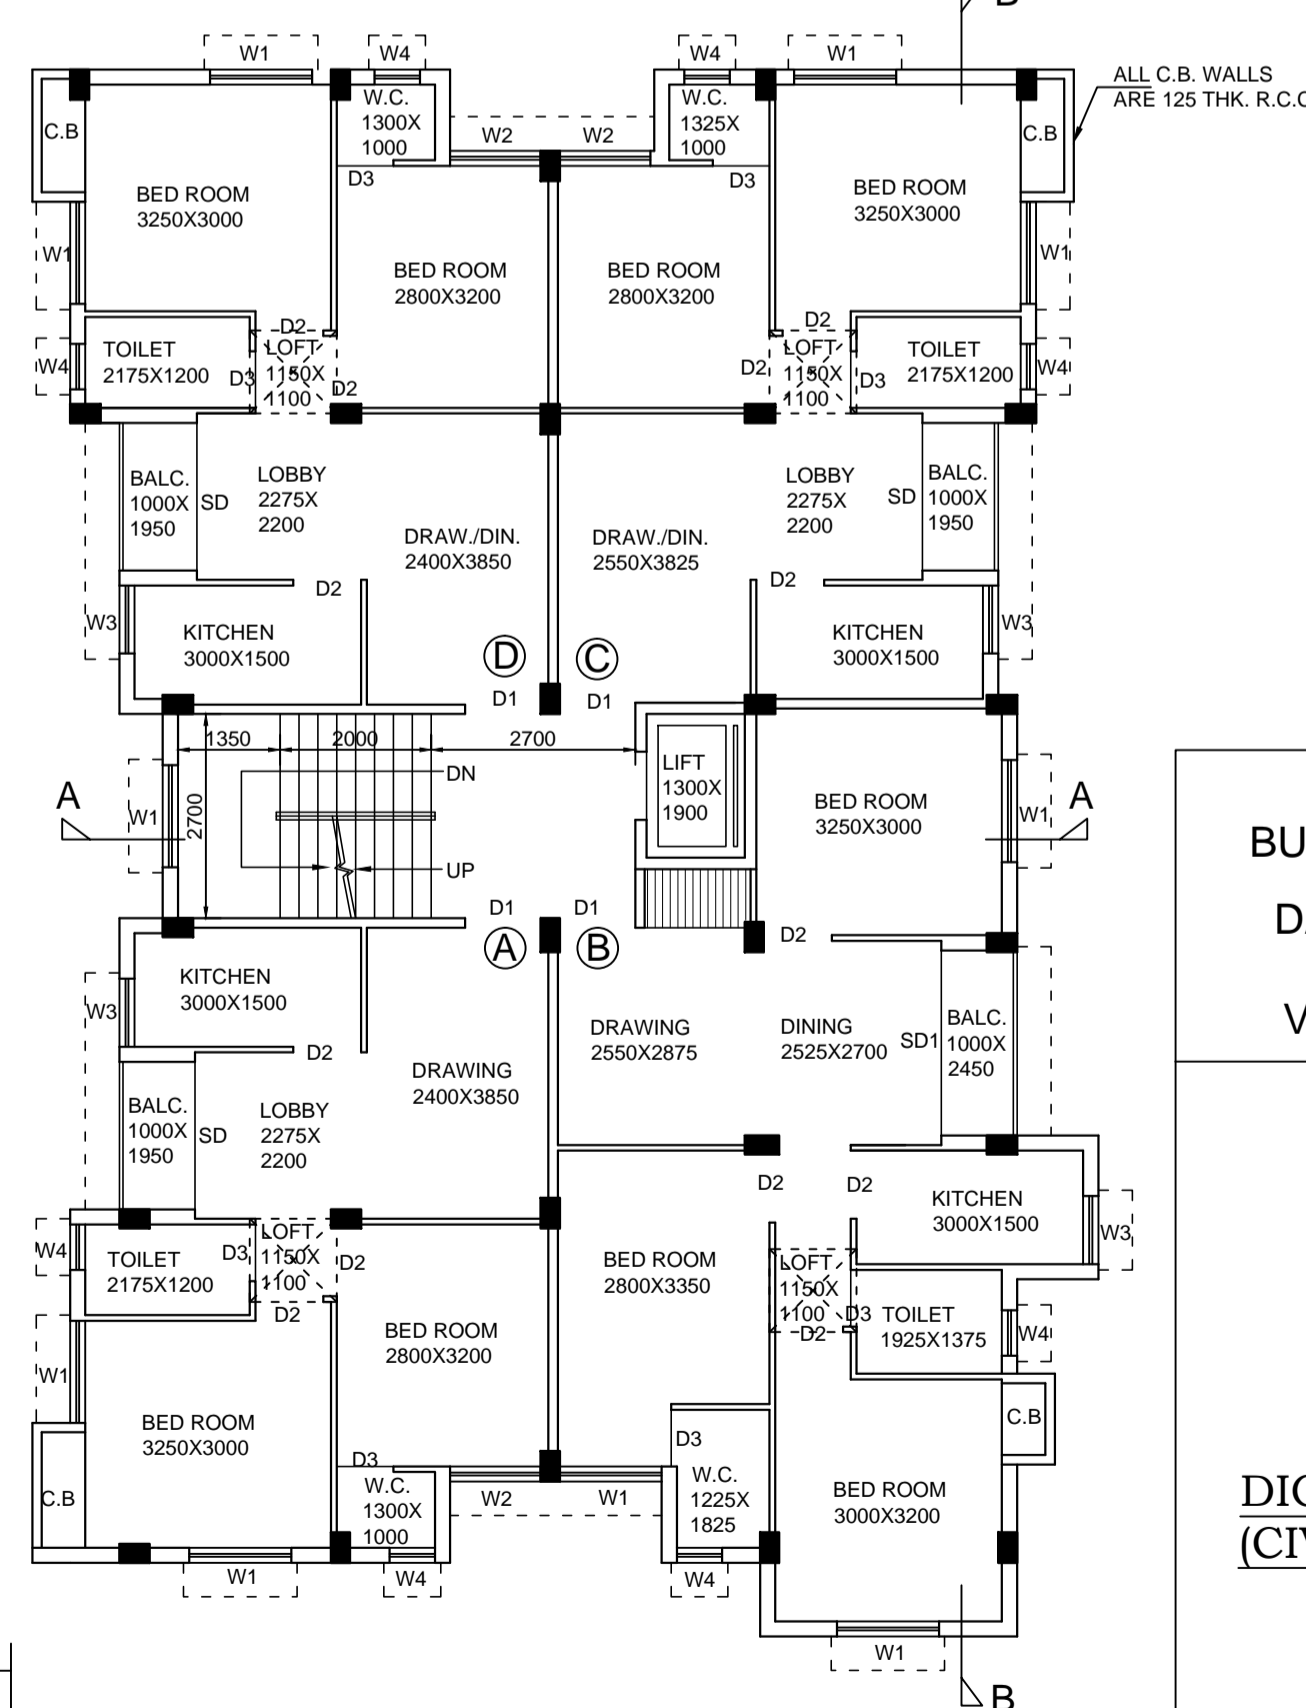 B
W1
W4
W4
W1
ALL C.B. WALLS
ARE 125 THK. R.C.C
C.B
W.C.
1300X
1000
W2
W2
W.C.
1325X
1000
C.B
D3
D3
BED ROOM
3250X3000
BED ROOM
3250X3000
W1
W1
BED ROOM
2800X3200
BED ROOM
2800X3200
D2
D2
W4
TOILET
2175X1200
D3
LOFT
1150X
1100
D2
D2
LOFT
1150X
1100
D3
TOILET
2175X1200
W4
BALC.
1000X
1950
SD
LOBBY
2275X
2200
LOBBY
2275X
2200
SD
BALC.
1000X
1950
DRAW./DIN.
2400X3850
DRAW./DIN.
2550X3825
D2
D2
W3
KITCHEN
3000X1500
KITCHEN
3000X1500
W3
D
C
D1
D1
1350
2000
2700
DN
LIFT
1300X
1900
A
W1
2700
BED ROOM
3250X3000
W1
A
UP
BU
D1
D1
D2
DA
A
B
KITCHEN
3000X1500
W3
DRAWING
2550X2875
DINING
2525X2700
SD1
BALC.
1000X
2450
V
D2
DRAWING
2400X3850
BALC.
1000X
1950
SD
LOBBY
2275X
2200
D2
D2
KITCHEN
3000X1500
W3
W4
TOILET
2175X1200
D3
LOFT
1150X
1100
D2
D2
BED ROOM
2800X3350
LOFT
1150X
1100
D3
D2
TOILET
1925X1375
W4
BED ROOM
2800X3200
W1
BED ROOM
3250X3000
C.B
D3
D3
C.B
W.C.
1300X
1000
W2
W1
W.C.
1225X
1825
BED ROOM
3000X3200
DIG
(CIV
W1
W4
W4
W1
B